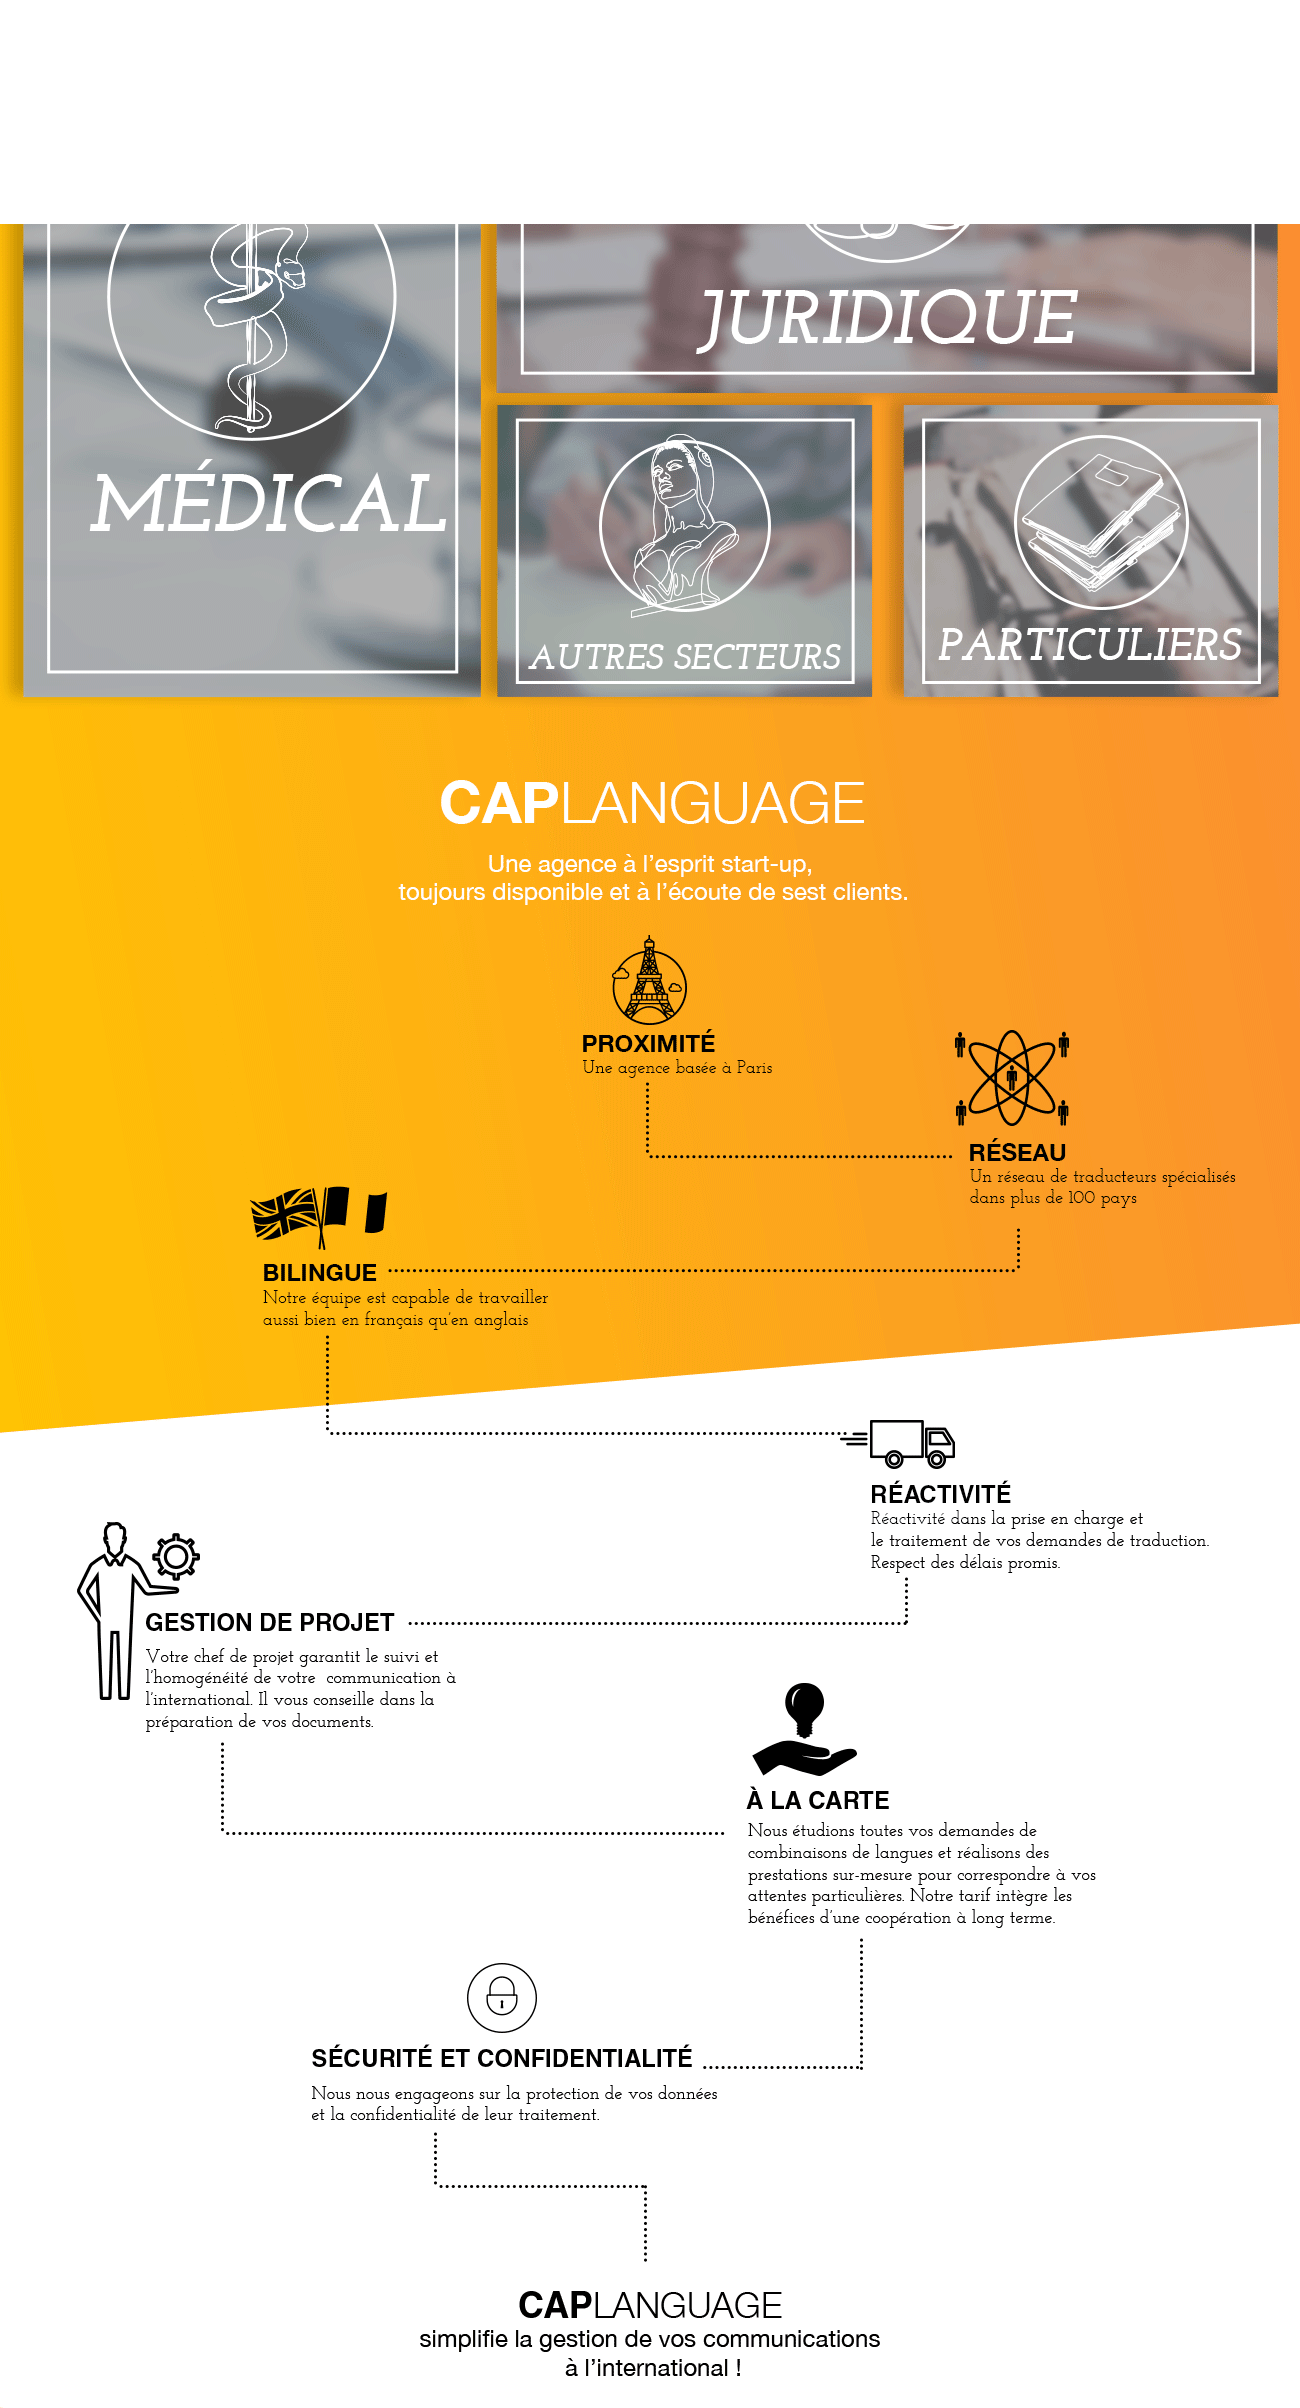 JURIDIQUE
MÉDICAL
AUTRES SECTEURS
PARTICULIERS
CAPLANGUAGE
Une agence à l’esprit start-up,
toujours disponible et à l’écoute de sest clients.
PROXIMITÉ
Une agence basée à Paris
RÉSEAU
Un réseau de traducteurs spécialisés
dans plus de 100 pays
BILINGUE
Notre équipe est capable de travailler
aussi bien en français qu’en anglais
RÉACTIVITÉ
Réactivité dans la prise en charge et
le traitement de vos demandes de traduction.
Respect des délais promis.
GESTION DE PROJET
Votre chef de projet garantit le suivi et
l’homogénéité de votre communication à
l’international. Il vous conseille dans la
préparation de vos documents.
À LA CARTE
Nous étudions toutes vos demandes de
combinaisons de langues et réalisons des
prestations sur-mesure pour correspondre à vos
attentes particulières. Notre tarif intègre les
bénéfices d’une coopération à long terme.
SÉCURITÉ ET CONFIDENTIALITÉ
Nous nous engageons sur la protection de vos données
et la confidentialité de leur traitement.
CAPLANGUAGE
simplifie la gestion de vos communications
à l’international !